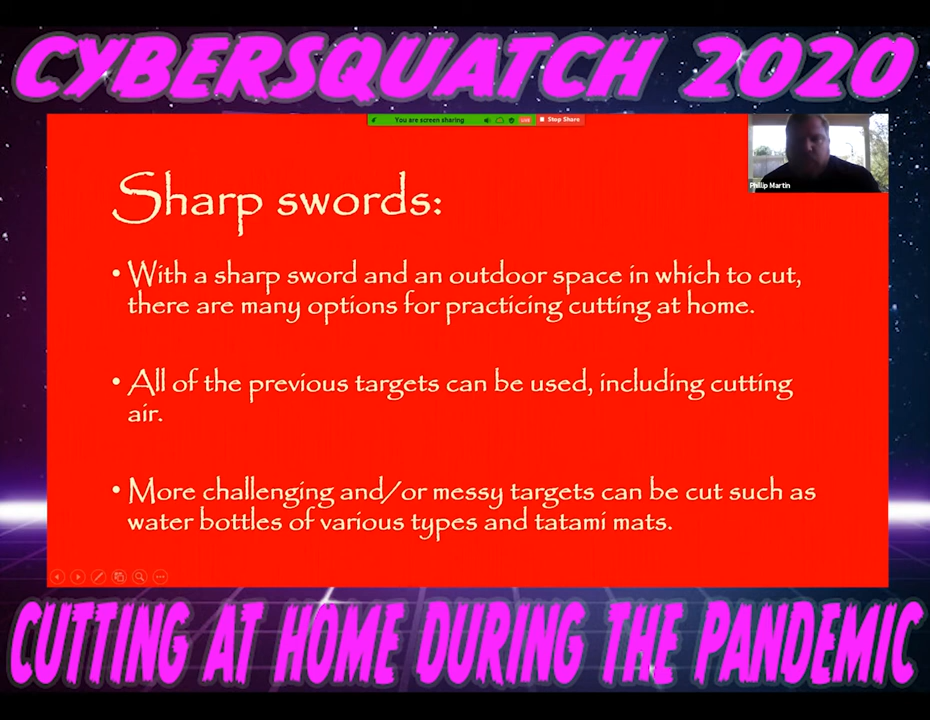 CYBERSQUATCH 2020
You are screen sharing
LIVE
Stop Share
Phillip Martin
Sharp swords:
• With a sharp sword and an outdoor space in which to cut,
there are many options for practicing cutting at home.
• All of the previous targets can be used, including cutting
air.
• More challenging and/or messy targets can be cut such as
water bottles of various types and tatami mats.
CUTTING AT HOME DURING THE PANDEMIC